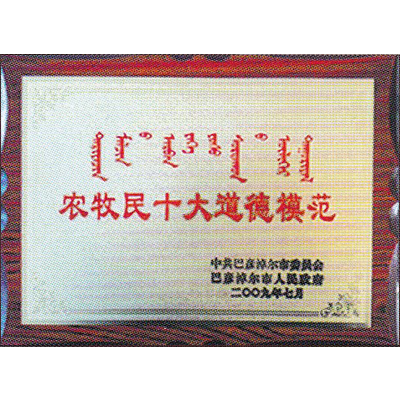 农牧民十大道德模范
中共巴彦淖尔市委员会
巴彦淖尔市人民政府
二〇〇九年七月